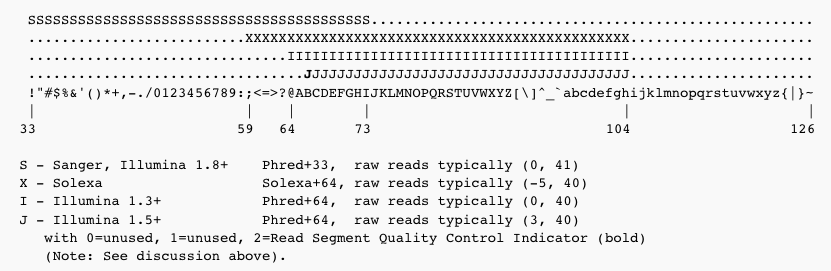 SSSSSSSSSSSSSSSSSSSSSSSSSSSSSSSSSSSSSSSSS.....................................................
..........................XXXXXXXXXXXXXXXXXXXXXXXXXXXXXXXXXXXXXXXXXXXXXX......................
...............................IIIIIIIIIIIIIIIIIIIIIIIIIIIIIIIIIIIIIIIII......................
.................................JJJJJJJJJJJJJJJJJJJJJJJJJJJJJJJJJJJJJJJ......................
!"#$%&'()*+,-./0123456789:;<=>?@ABCDEFGHIJKLMNOPQRSTUVWXYZ[\]^_`abcdefghijklmnopqrstuvwxyz{|}~
| | | | | |
33 59 64 73 104 126
S - Sanger, Illumina 1.8+ Phred+33, raw reads typically (0, 41)
X - Solexa Solexa+64, raw reads typically (-5, 40)
I - Illumina 1.3+ Phred+64, raw reads typically (0, 40)
J - Illumina 1.5+ Phred+64, raw reads typically (3, 40)
with 0=unused, 1=unused, 2=Read Segment Quality Control Indicator (bold)
(Note: See discussion above).